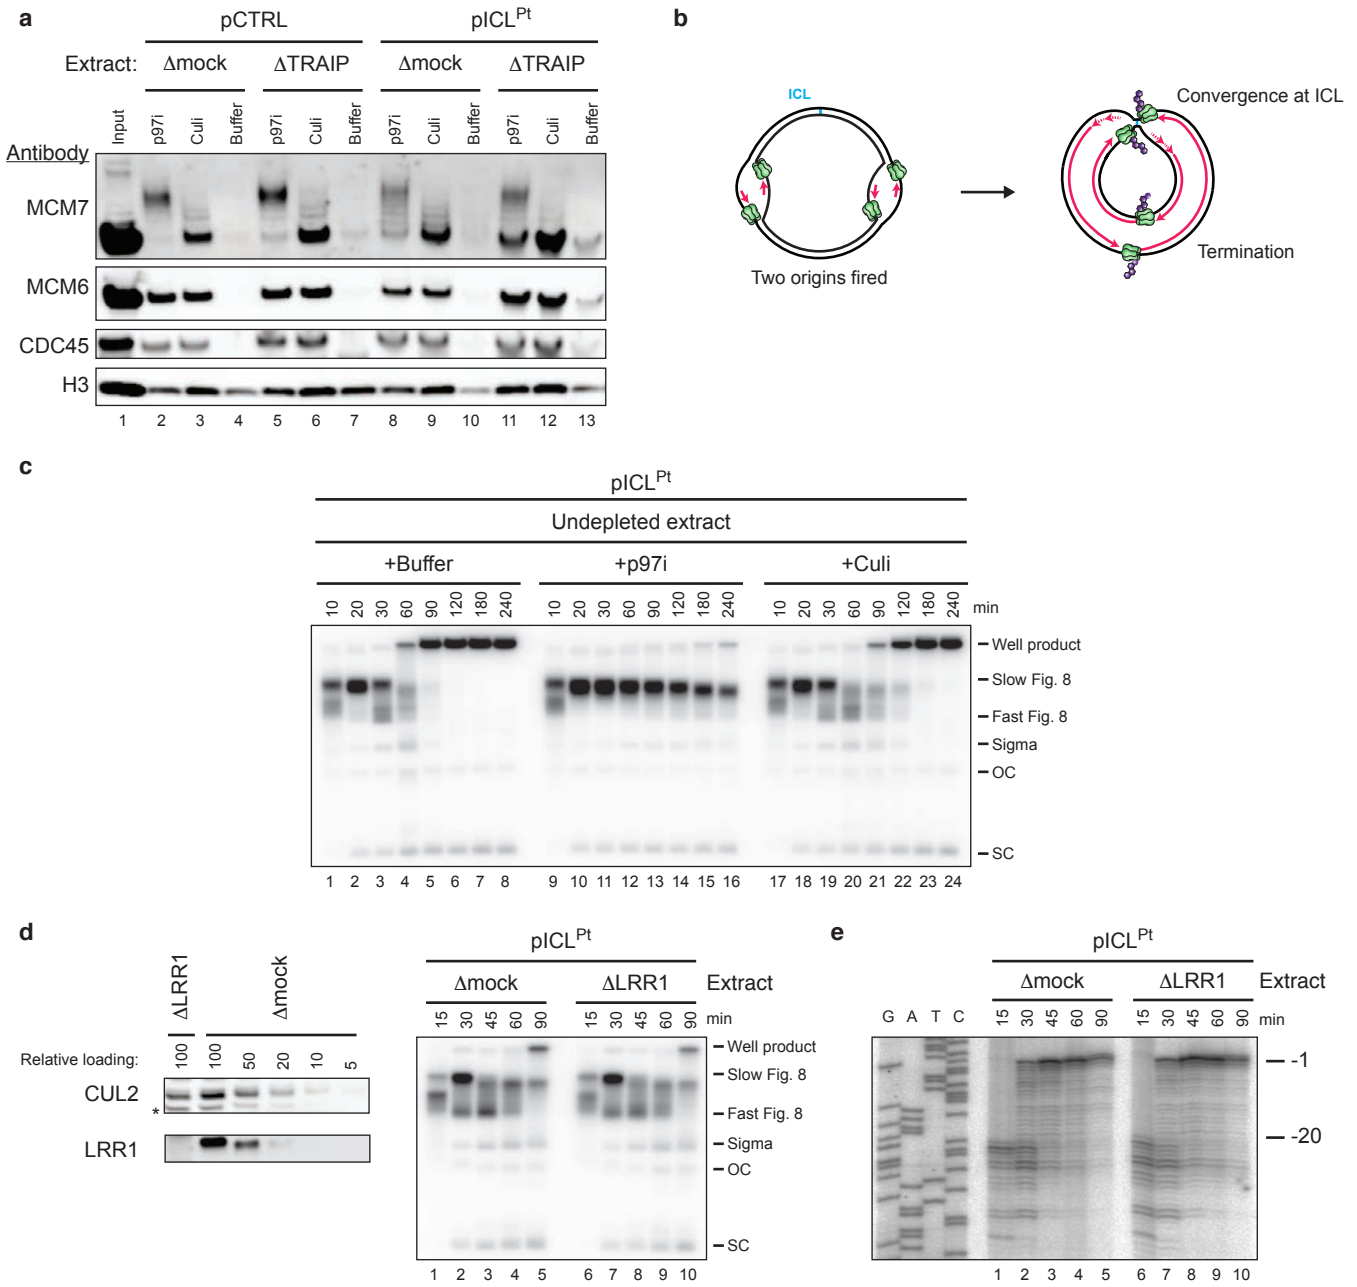 a
pCTRL pICL^Pt
Extract: Δmock ΔTRAIP Δmock ΔTRAIP
Input p97i Culi Buffer p97i Culi Buffer p97i Culi Buffer p97i Culi Buffer
Antibody
MCM7
MCM6
CDC45
H3
1 2 3 4 5 6 7 8 9 10 11 12 13
b
ICL
Two origins fired
Convergence at ICL
Termination
c
pICL^Pt
Undepleted extract
+Buffer +p97i +Culi
10 20 30 60 90 120 180 240 10 20 30 60 90 120 180 240 10 20 30 60 90 120 180 240 min
Well product
Slow Fig. 8
Fast Fig. 8
Sigma
OC
SC
1 2 3 4 5 6 7 8 9 10 11 12 13 14 15 16 17 18 19 20 21 22 23 24
d
ΔLRR1 Δmock
Relative loading: 100 100 50 20 10 5
CUL2
*
LRR1
pICL^Pt
Δmock ΔLRR1 Extract
15 30 45 60 90 15 30 45 60 90 min
Well product
Slow Fig. 8
Fast Fig. 8
Sigma
OC
SC
1 2 3 4 5 6 7 8 9 10
e
pICL^Pt
Δmock ΔLRR1 Extract
G A T C 15 30 45 60 90 15 30 45 60 90 min
-1
-20
1 2 3 4 5 6 7 8 9 10